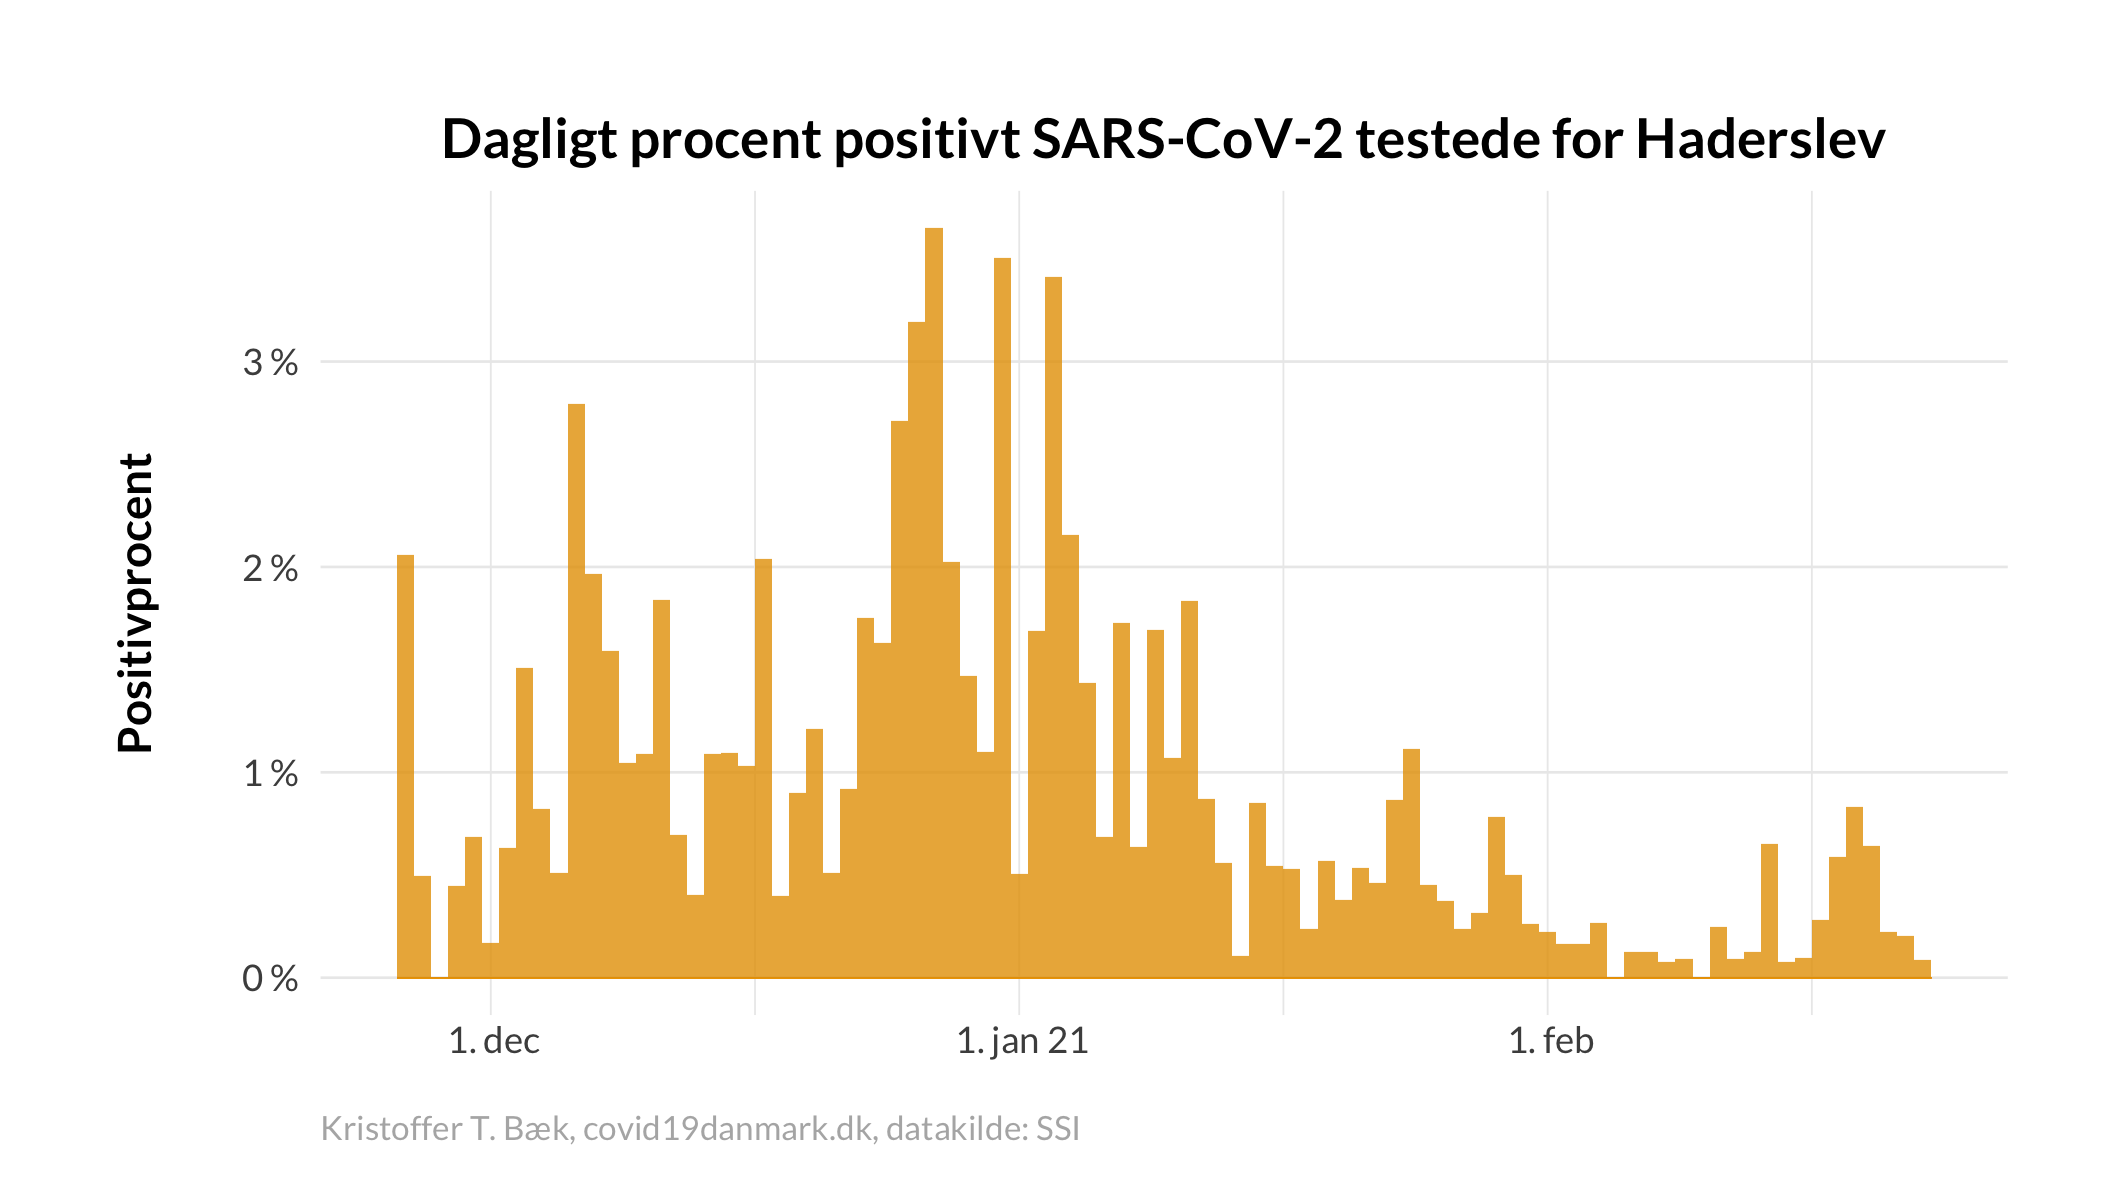 Dagligt procent positivt SARS-CoV-2 testede for Haderslev
Positivprocent
3 %
2 %
1 %
0 %
1. dec
1. jan 21
1. feb
Kristoffer T. Bæk, covid19danmark.dk, datakilde: SSI